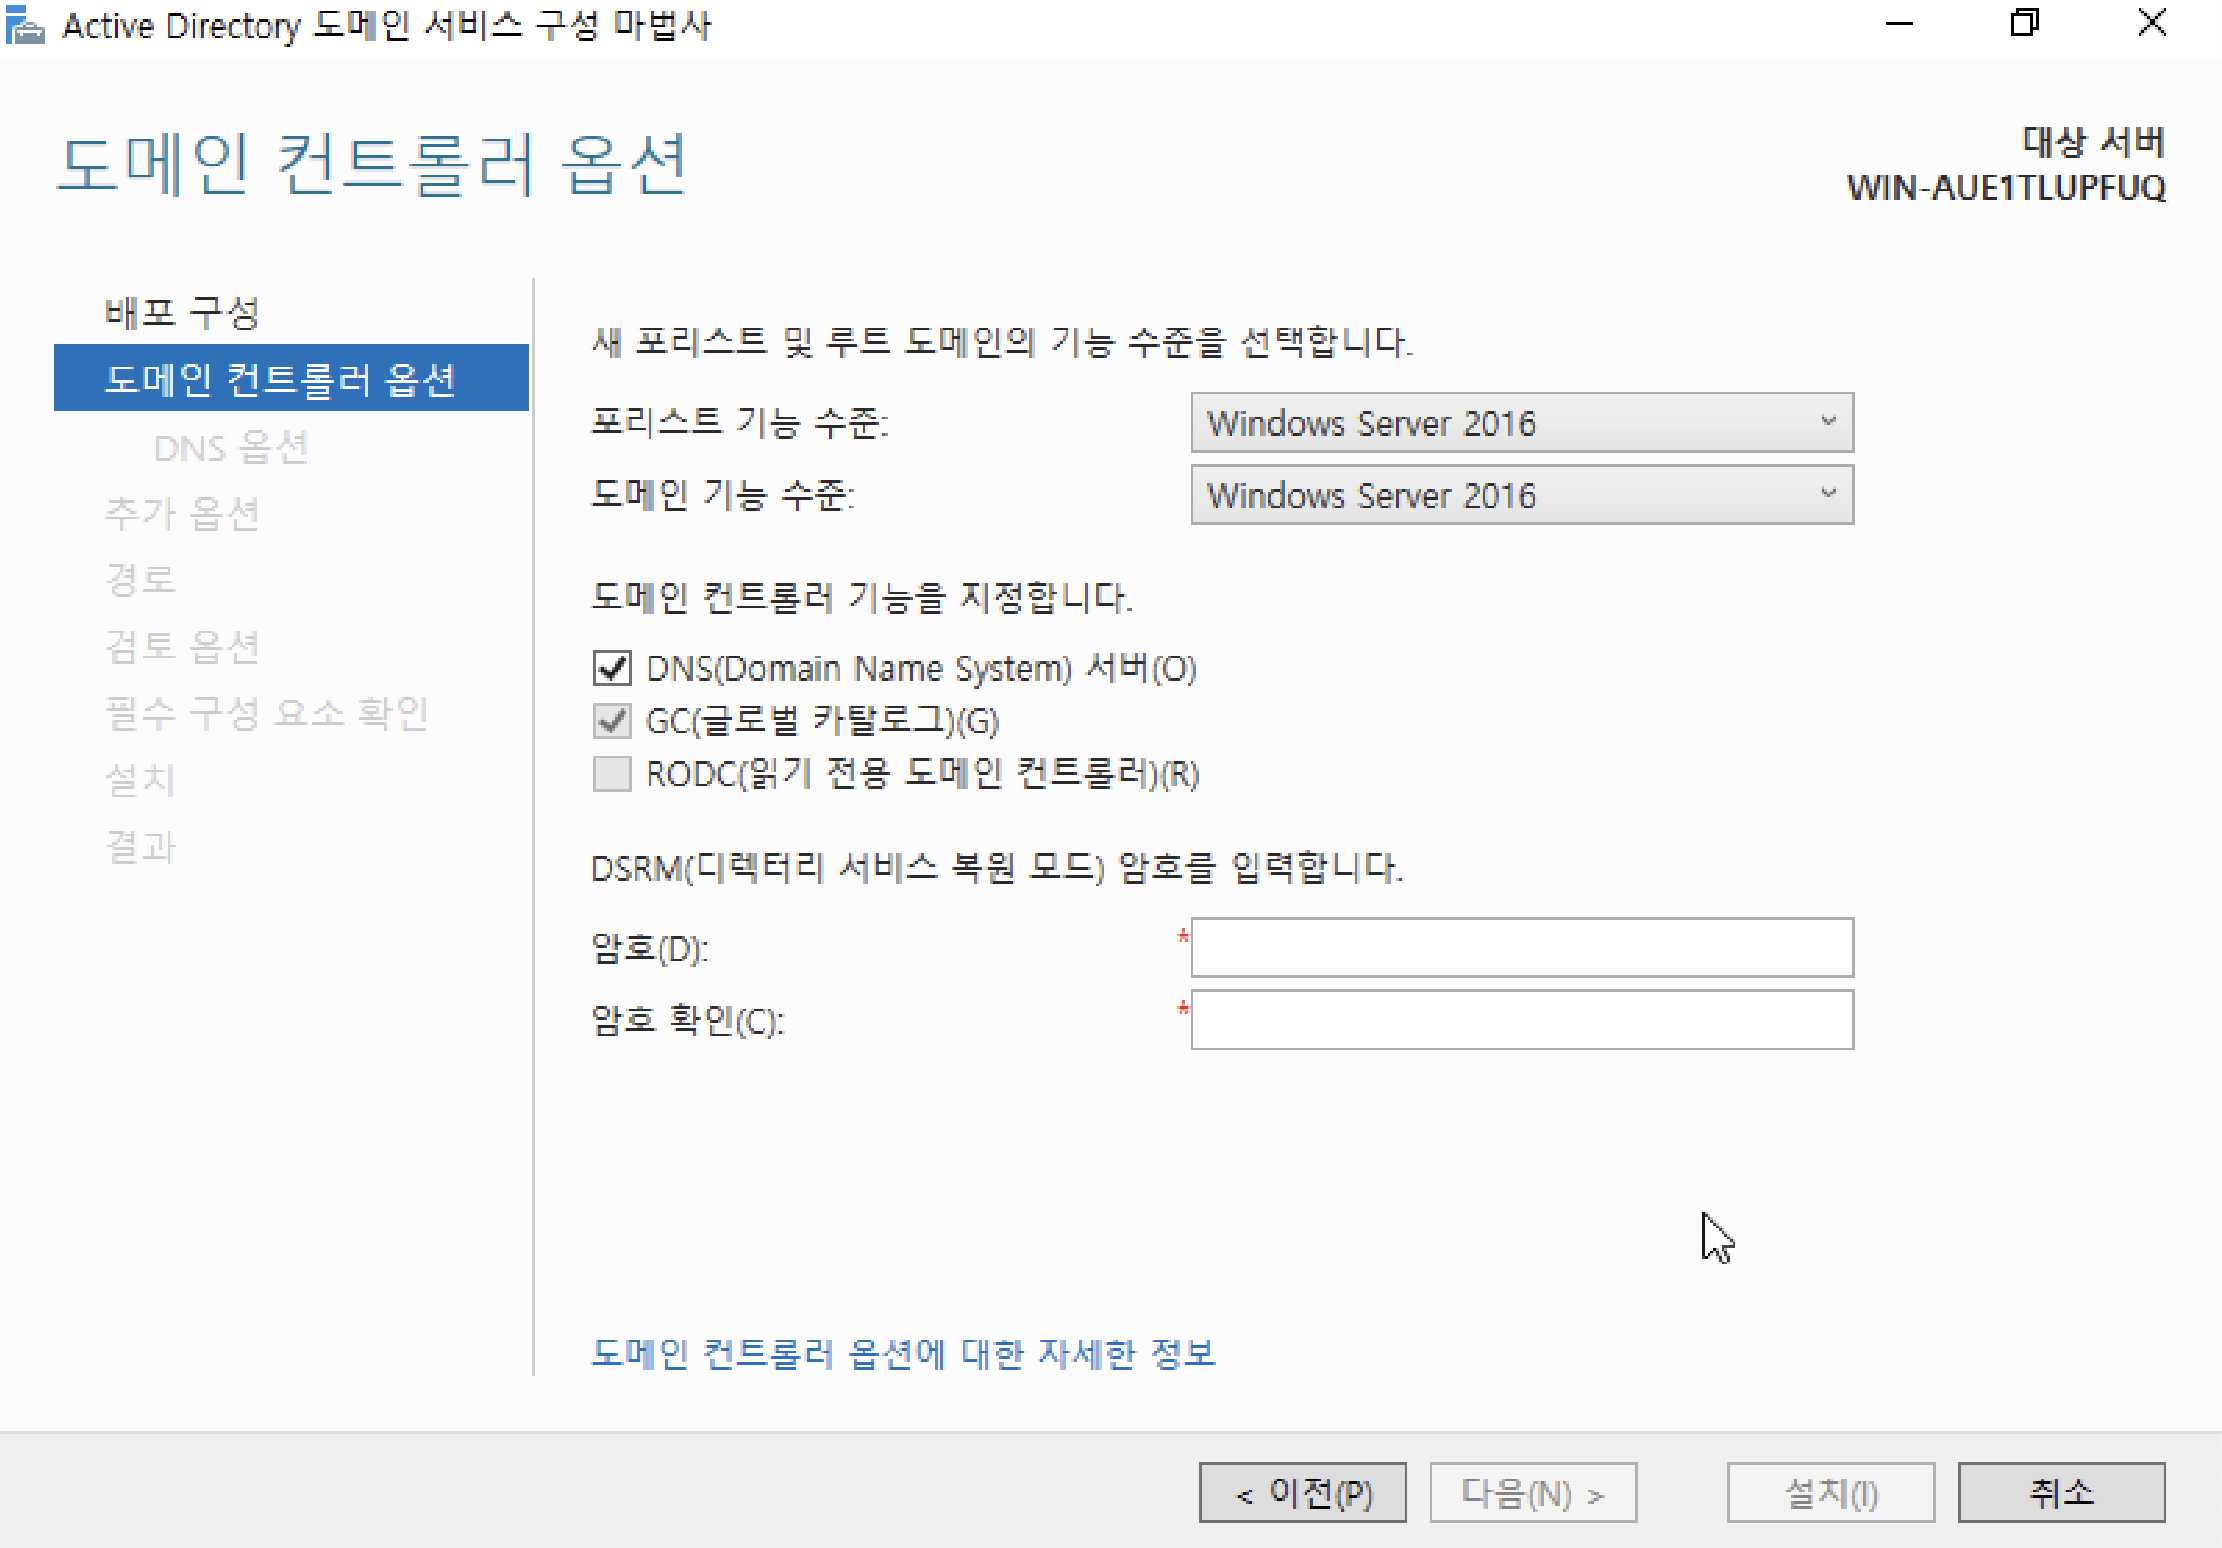 Active Directory 도메인 서비스 구성 마법사
도메인 컨트롤러 옵션
대상 서버
WIN-AUE1TLUPFUQ
배포 구성
도메인 컨트롤러 옵션
DNS 옵션
추가 옵션
경로
검토 옵션
필수 구성 요소 확인
설치
결과
새 포리스트 및 루트 도메인의 기능 수준을 선택합니다.
포리스트 기능 수준: Windows Server 2016
도메인 기능 수준: Windows Server 2016
도메인 컨트롤러 기능을 지정합니다.
DNS(Domain Name System) 서버(O)
GC(글로벌 카탈로그)(G)
RODC(읽기 전용 도메인 컨트롤러)(R)
DSRM(디렉터리 서비스 복원 모드) 암호를 입력합니다.
암호(D): *
암호 확인(C): *
도메인 컨트롤러 옵션에 대한 자세한 정보
< 이전(P) 다음(N) > 설치(I) 취소